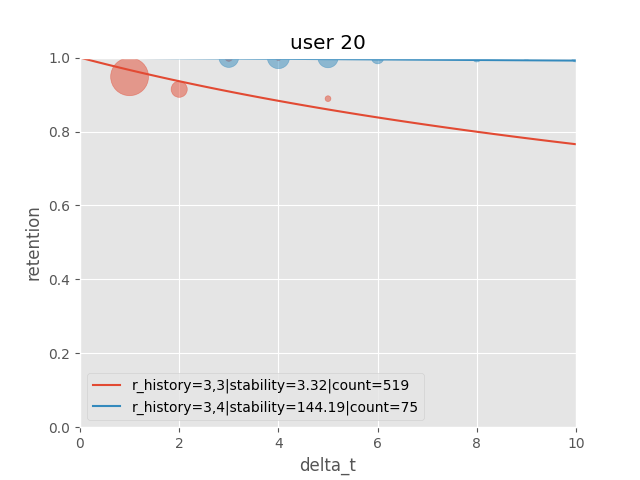 user 20
retention
1.0
0.8
0.6
0.4
0.2
0.0
r_history=3,3|stability=3.32|count=519
r_history=3,4|stability=144.19|count=75
0 2 4 6 8 10
delta_t